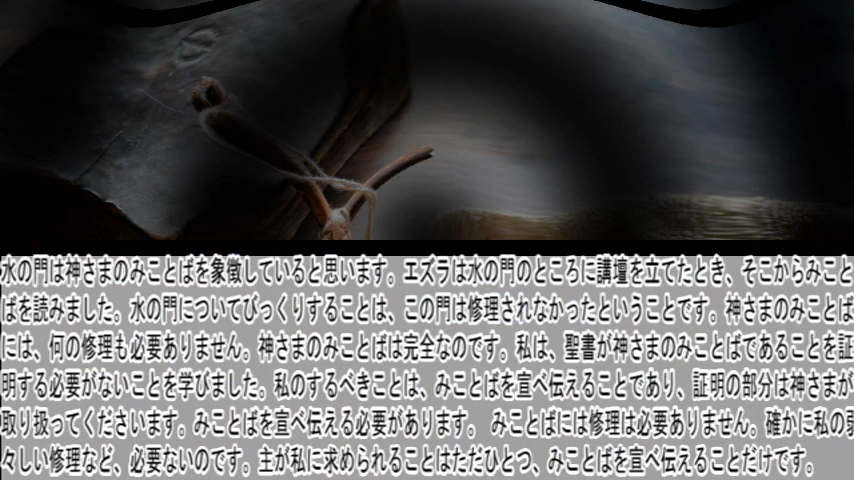 水の門は神さまのみことばを象徴していると思います。エズラは水の門のところに講壇を立てたとき、そこからみこと
ばを読みました。水の門についてびっくりすることは、この門は修理されなかったということです。神さまのみことば
には、何の修理も必要ありません。神さまのみことばは完全なのです。私は、聖書が神さまのみことばであることを証
明する必要がないことを学びました。私のするべきことは、みことばを宣べ伝えることであり、証明の部分は神さまが
取り扱ってくださいます。みことばを宣べ伝える必要があります。 みことばには修理は必要ありません。確かに私の弱
々しい修理など、必要ないのです。主が私に求められることはただひとつ、みことばを宣べ伝えることだけです。